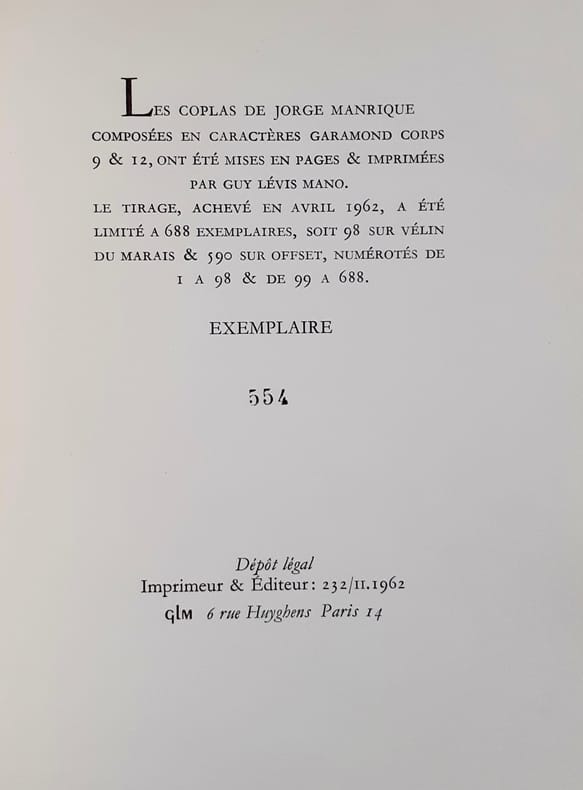 LES COPLAS DE JORGE MANRIQUE
COMPOSÉES EN CARACTÈRES GARAMOND CORPS
9 & 12, ONT ÉTÉ MISES EN PAGES & IMPRIMÉES
PAR GUY LÉVIS MANO.
LE TIRAGE, ACHEVÉ EN AVRIL 1962, A ÉTÉ
LIMITÉ A 688 EXEMPLAIRES, SOIT 98 SUR VÉLIN
DU MARAIS & 590 SUR OFFSET, NUMÉROTÉS DE
1 A 98 & DE 99 A 688.
EXEMPLAIRE
554
Dépôt légal
Imprimeur & Éditeur : 232/II.1962
GLM 6 rue Huyghens Paris 14